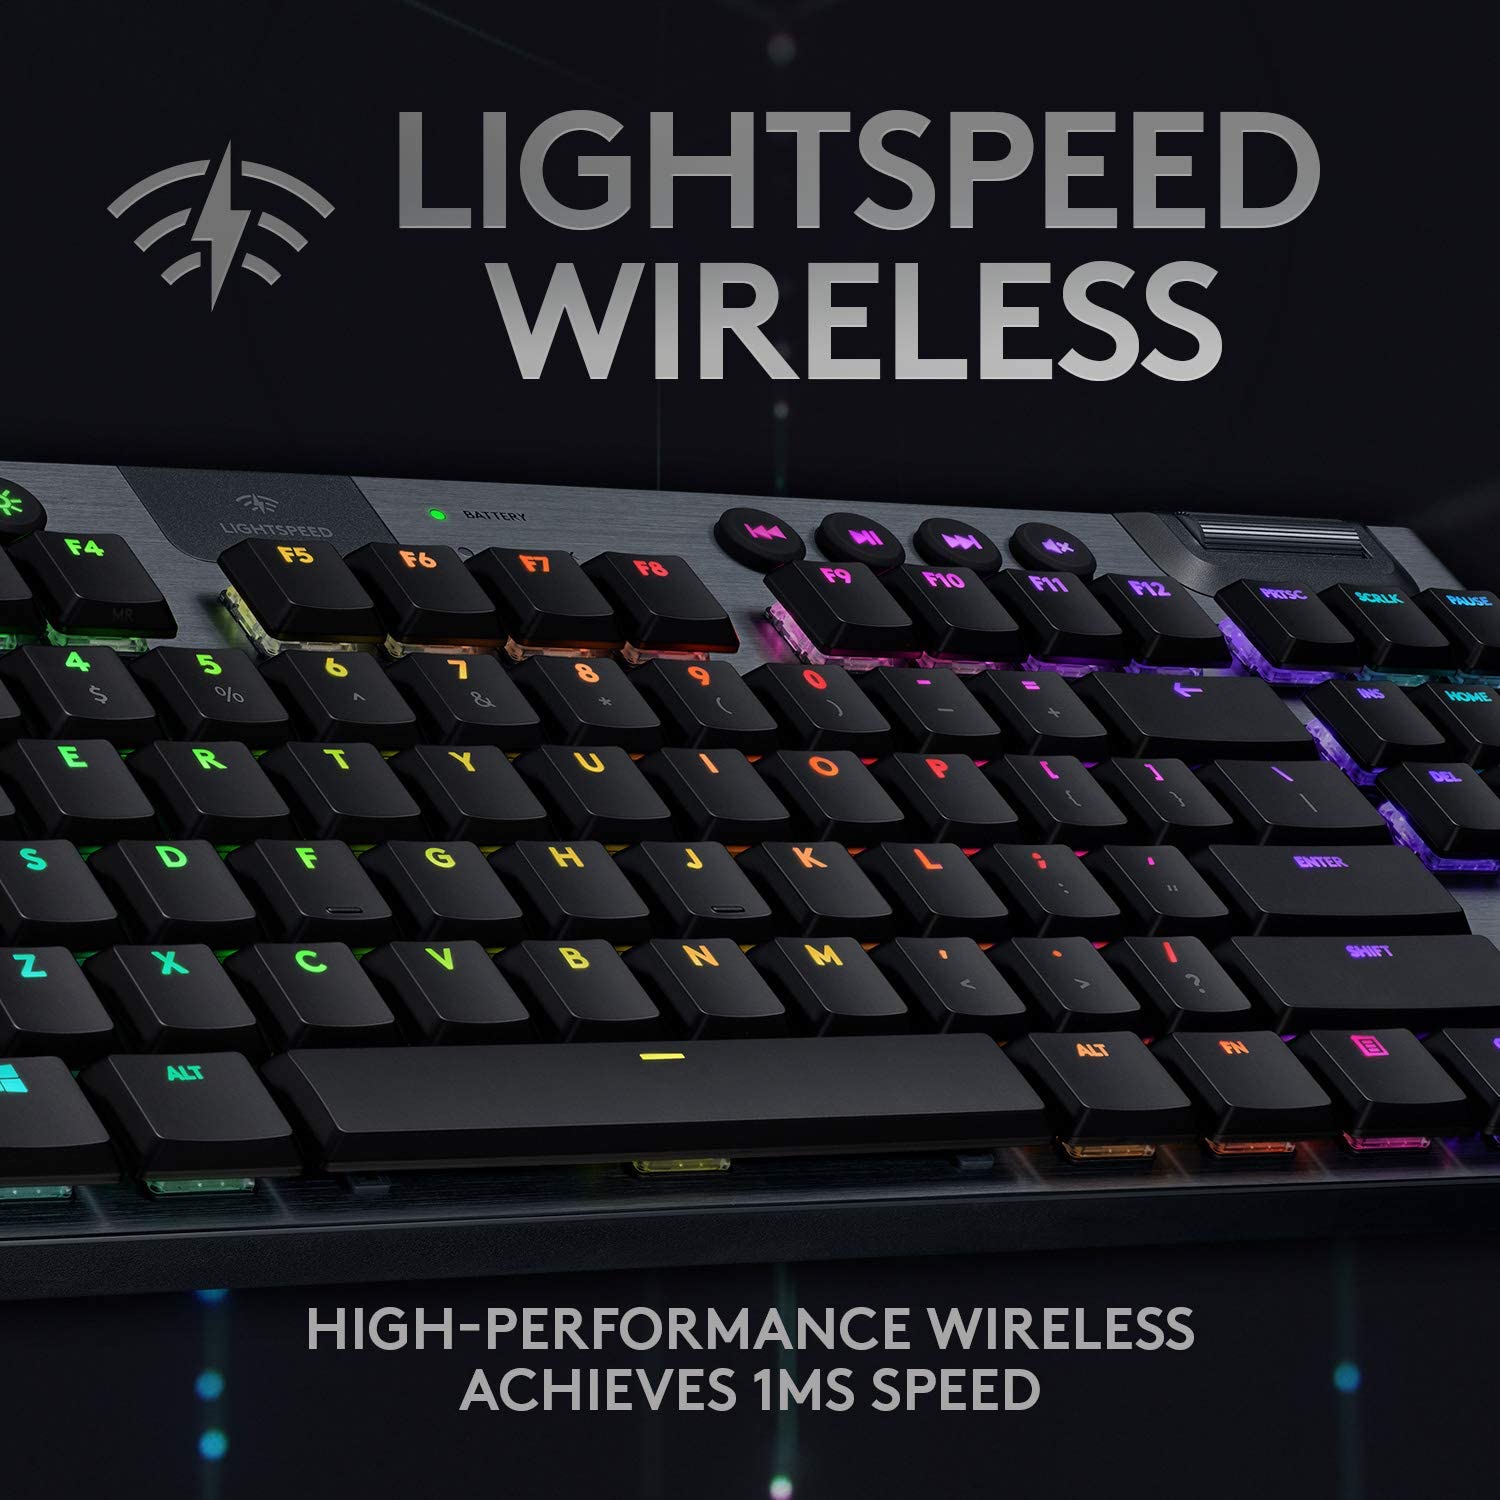 LIGHTSPEED
WIRELESS
LIGHTSPEED
BATTERY
F4 F5 F6 F7 F8 F9 F10 F11 F12 PRTSC SCRLK PAUSE
MR
4 5 6 7 8 9 0 - = ← INS HOME
$ % ^ & * ( ) _ +
E R T Y U I O P [ ] \ DEL
{ } |
S D F G H J K L ; ' ENTER
: "
Z X C V B N M , . / SHIFT
< > ?
ALT ALT FN
HIGH-PERFORMANCE WIRELESS
ACHIEVES 1MS SPEED